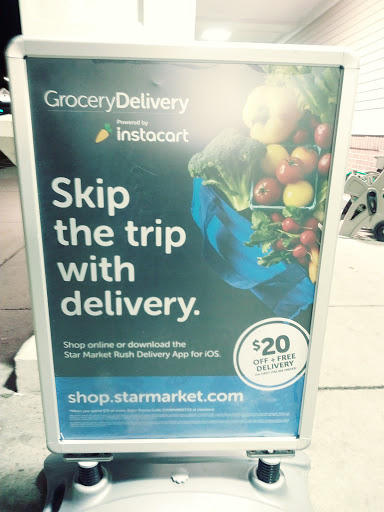 GroceryDelivery
Powered by
instacart
Skip
the trip
with
delivery.
Shop online or download the
Star Market Rush Delivery App for iOS.
$20
OFF + FREE
DELIVERY
shop.starmarket.com